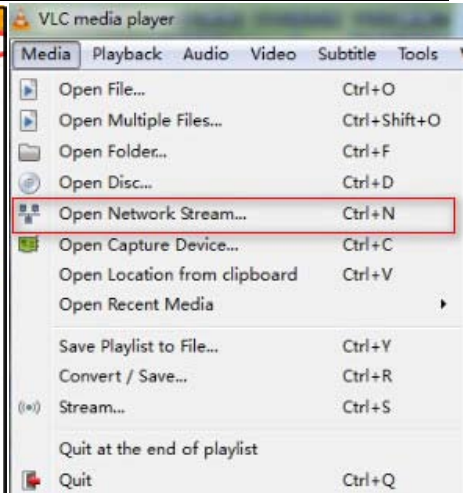 VLC media player
Media Playback Audio Video Subtitle Tools
Open File... Ctrl+O
Open Multiple Files... Ctrl+Shift+O
Open Folder... Ctrl+F
Open Disc... Ctrl+D
Open Network Stream... Ctrl+N
Open Capture Device... Ctrl+C
Open Location from clipboard Ctrl+V
Open Recent Media
Save Playlist to File... Ctrl+Y
Convert / Save... Ctrl+R
Stream... Ctrl+S
Quit at the end of playlist
Quit Ctrl+Q